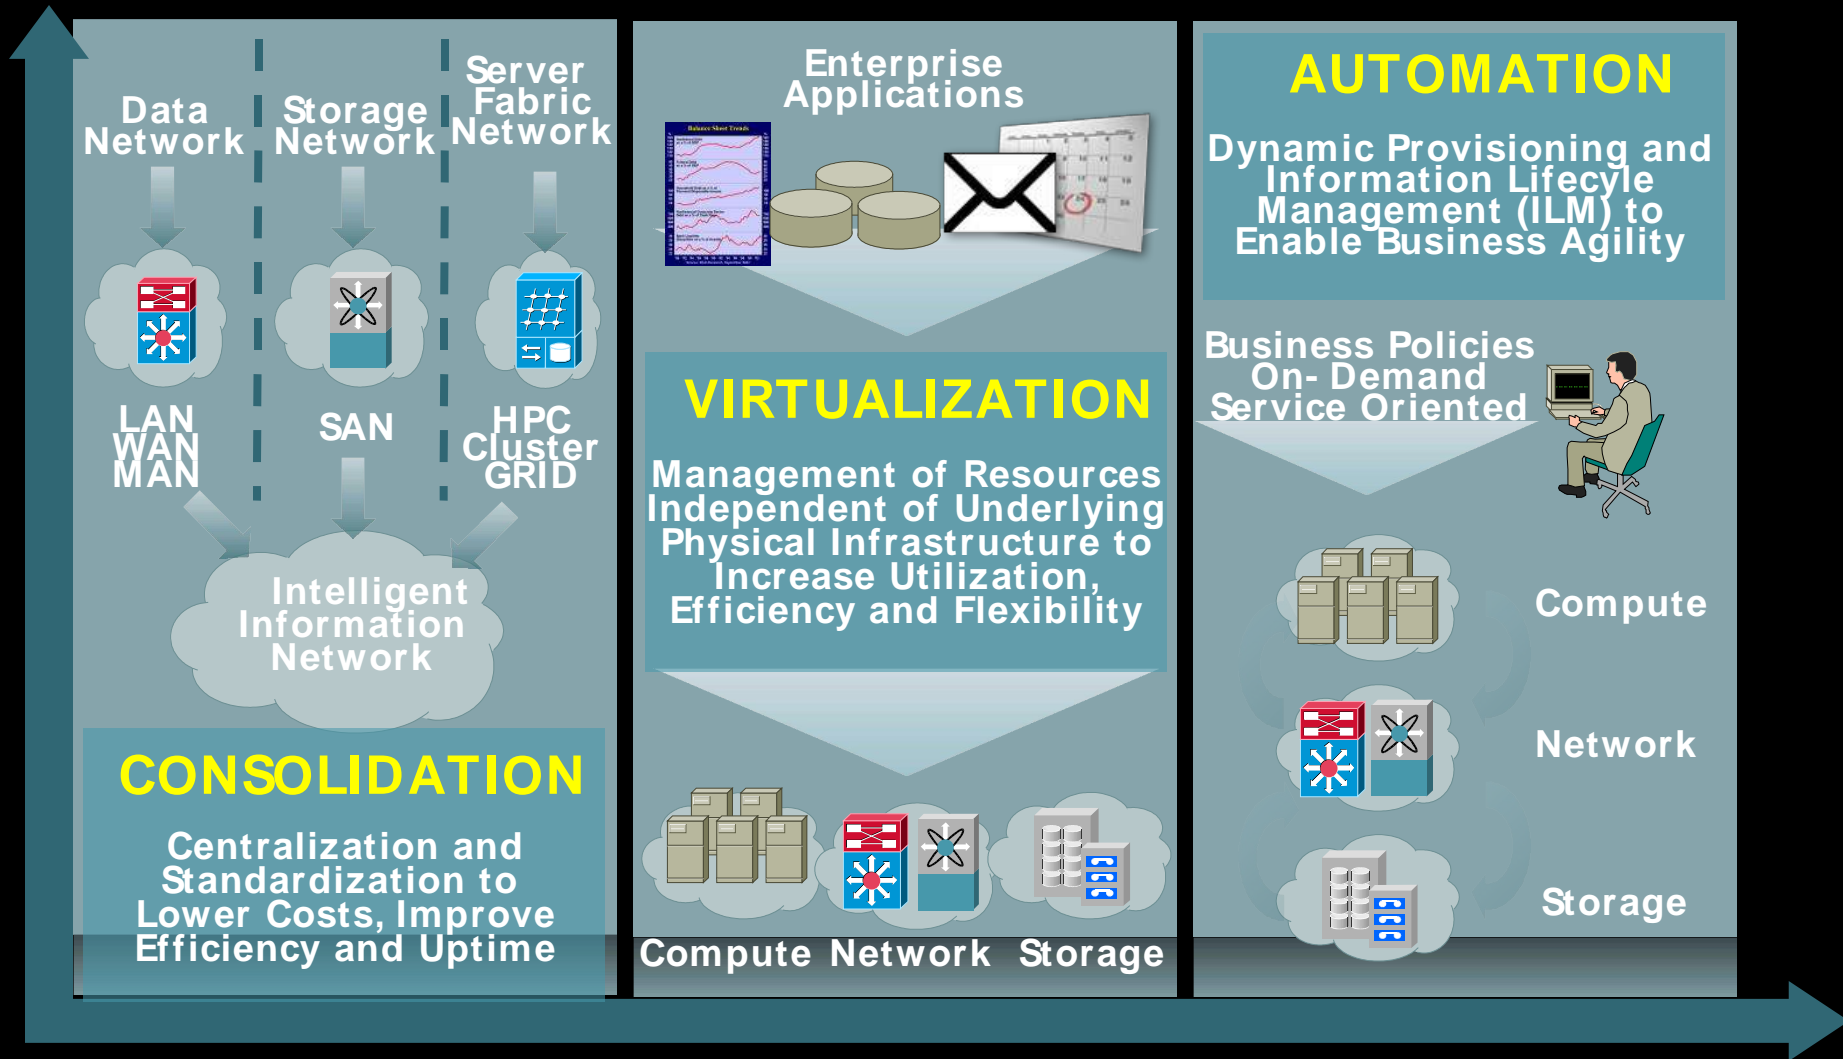 Data
Network
Storage
Network
Server
Fabric
Network
LAN
WAN
MAN
SAN
HPC
Cluster
GRID
Intelligent
Information
Network
CONSOLIDATION
Centralization and
Standardization to
Lower Costs, Improve
Efficiency and Uptime
Enterprise
Applications
Balance Sheet Trends
VIRTUALIZATION
Management of Resources
Independent of Underlying
Physical Infrastructure to
Increase Utilization,
Efficiency and Flexibility
Compute
Network
Storage
AUTOMATION
Dynamic Provisioning and
Information Lifecyle
Management (ILM) to
Enable Business Agility
Business Policies
On- Demand
Service Oriented
Compute
Network
Storage